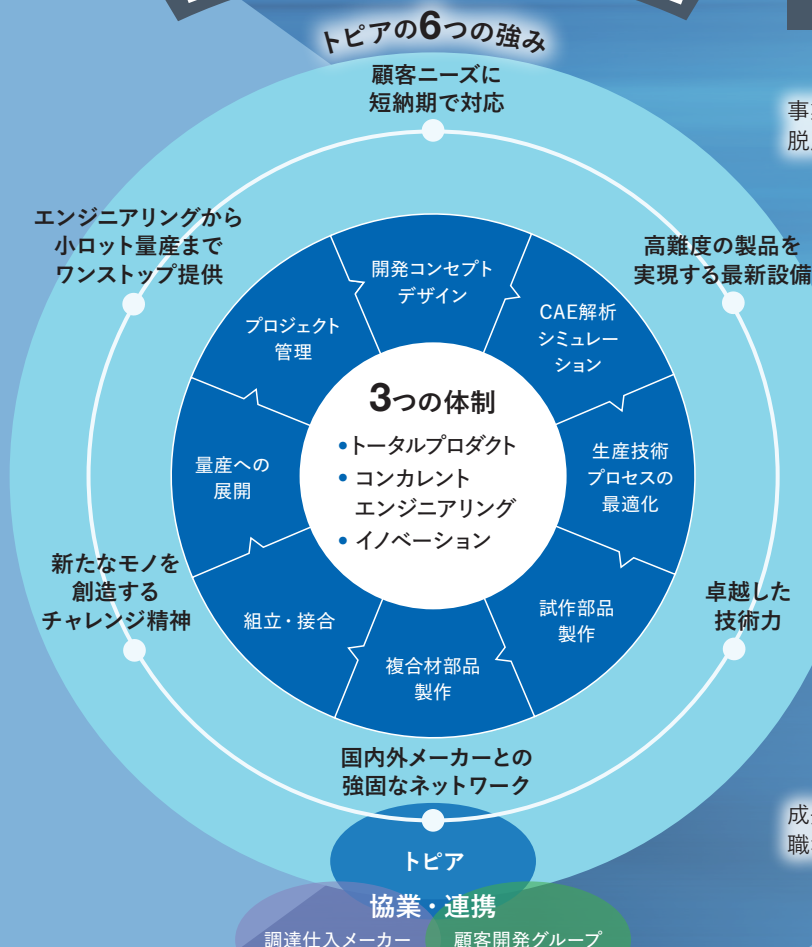 トピアの6つの強み
顧客ニーズに
短納期で対応
エンジニアリングから
小ロット量産まで
ワンストップ提供
高難度の製品を
実現する最新設備
開発コンセプト
デザイン
CAE解析
シミュレー
ション
生産技術
プロセスの
最適化
試作部品
製作
複合材部品
製作
組立・接合
量産への
展開
プロジェクト
管理
3つの体制
•トータルプロダクト
•コンカレント
エンジニアリング
•イノベーション
新たなモノを
創造する
チャレンジ精神
卓越した
技術力
国内外メーカーとの
強固なネットワーク
トピア
協業・連携
調達仕入メーカー
顧客開発グループ
事
脱
成
職